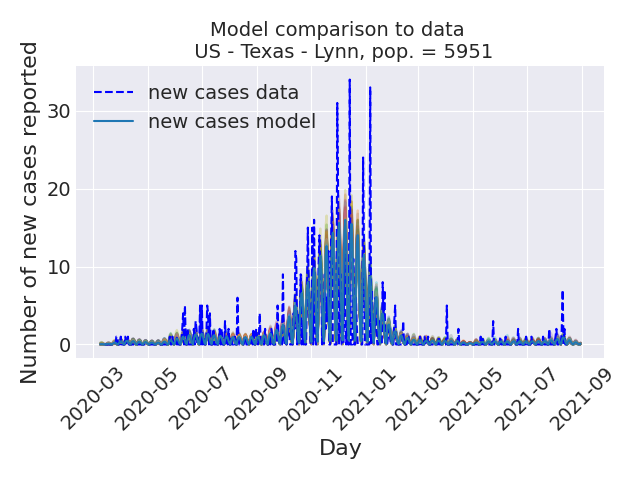 Model comparison to data
US - Texas - Lynn, pop. = 5951
Number of new cases reported
30
20
10
0
new cases data
new cases model
2020-03
2020-05
2020-07
2020-09
2020-11
2021-01
2021-03
2021-05
2021-07
2021-09
Day